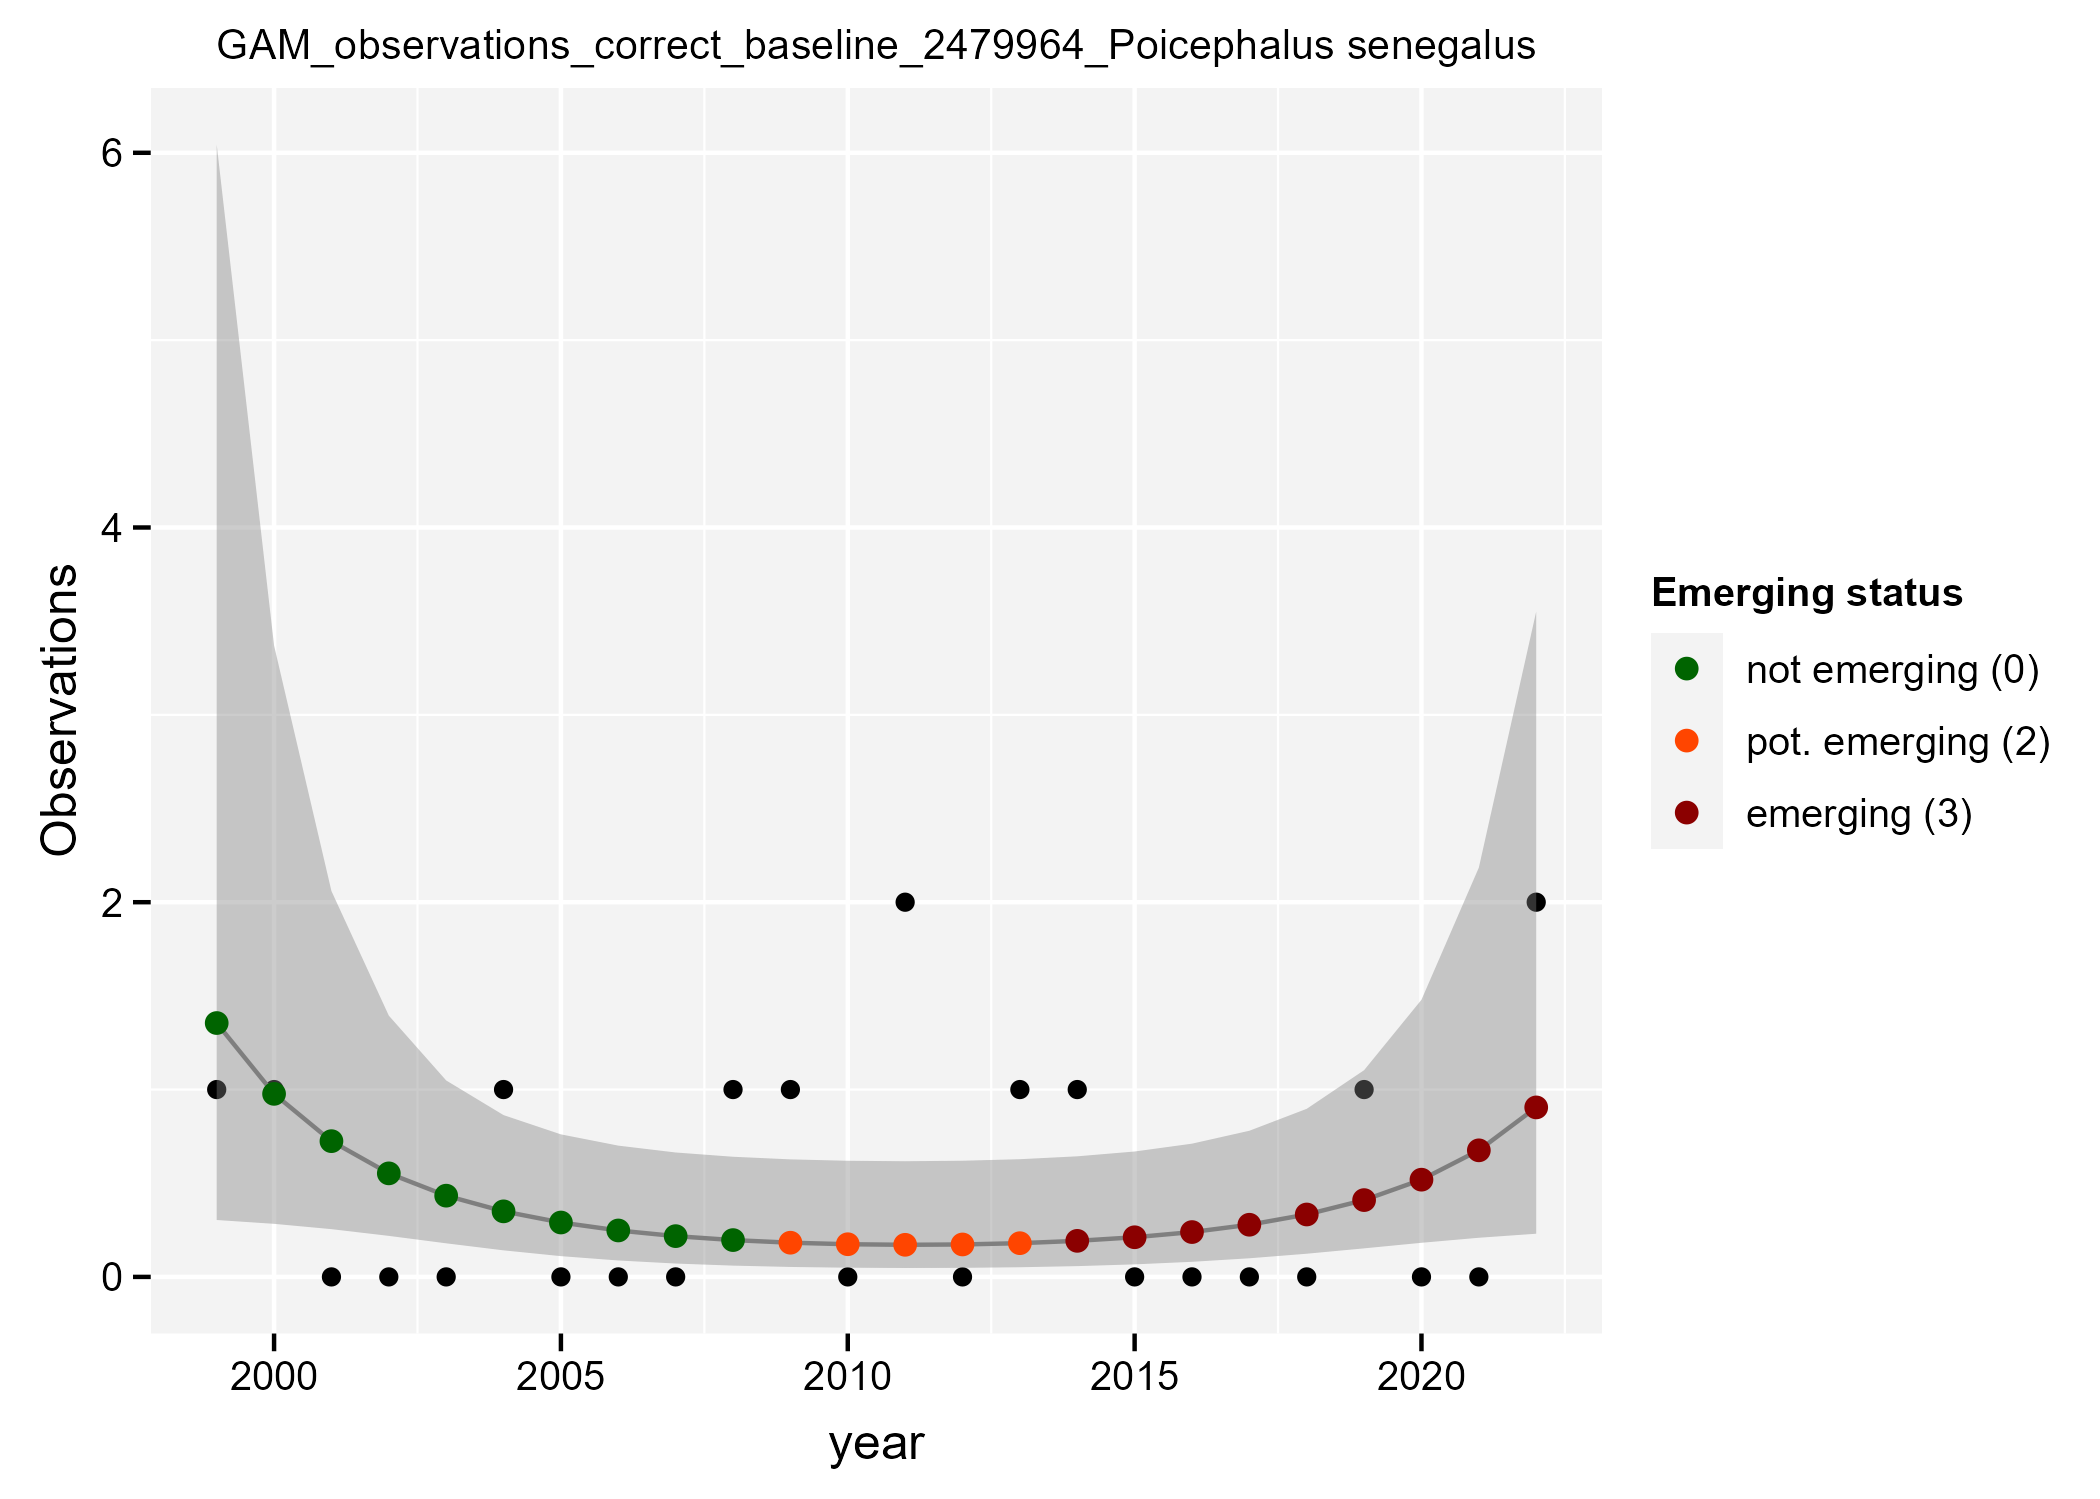 GAM_observations_correct_baseline_2479964_Poicephalus senegalus
Observations
6
4
2
0
2000 2005 2010 2015 2020
year
Emerging status
not emerging (0)
pot. emerging (2)
emerging (3)